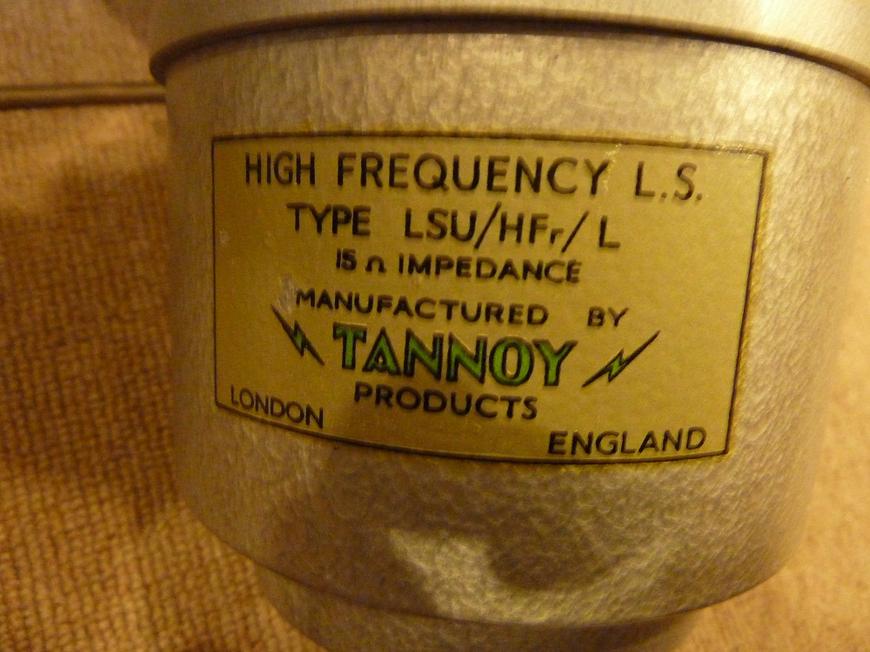 HIGH FREQUENCY L.S.
TYPE LSU/HFr/L
15 Ω IMPEDANCE
MANUFACTURED BY
TANNOY
PRODUCTS
LONDON ENGLAND